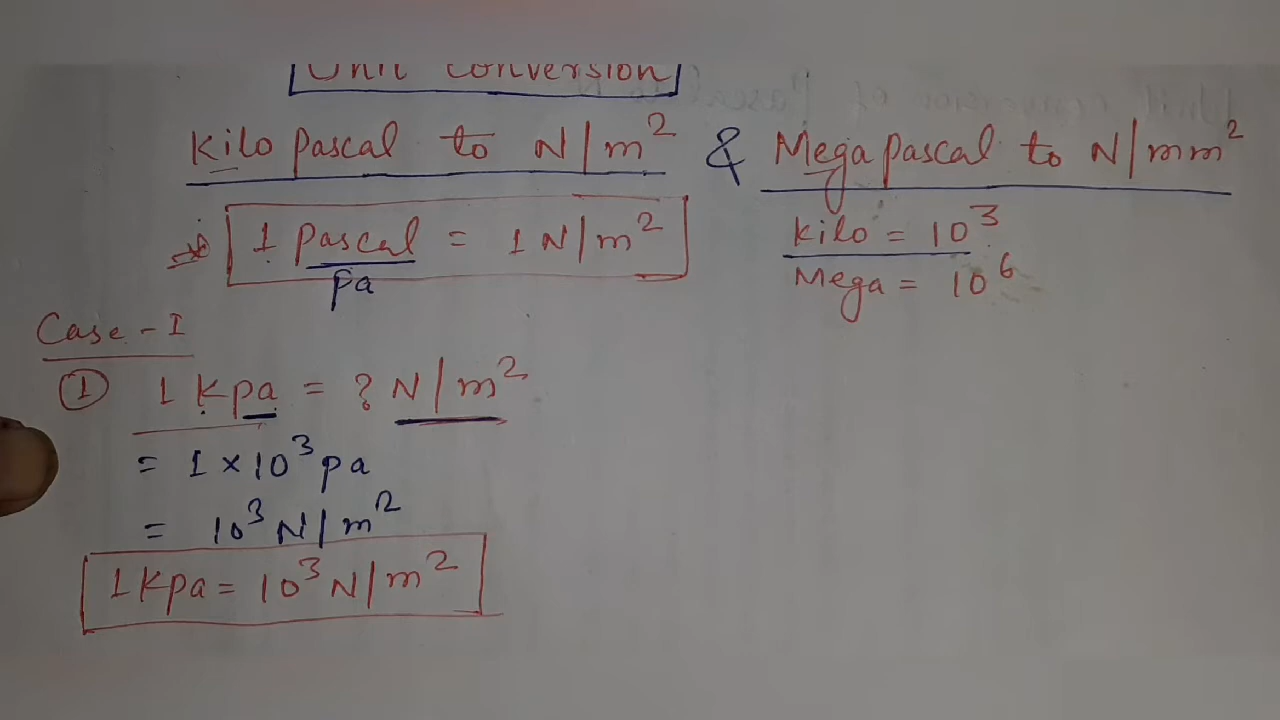 Unit conversion
Kilo pascal to N/m² & Mega pascal to N/mm²
1 pascal = 1 N/m²
pa
Kilo = 10³
Mega = 10⁶
Case - I
① 1 Kpa = ? N/m²
= 1 × 10³ pa
= 10³ N/m²
1 Kpa = 10³ N/m²